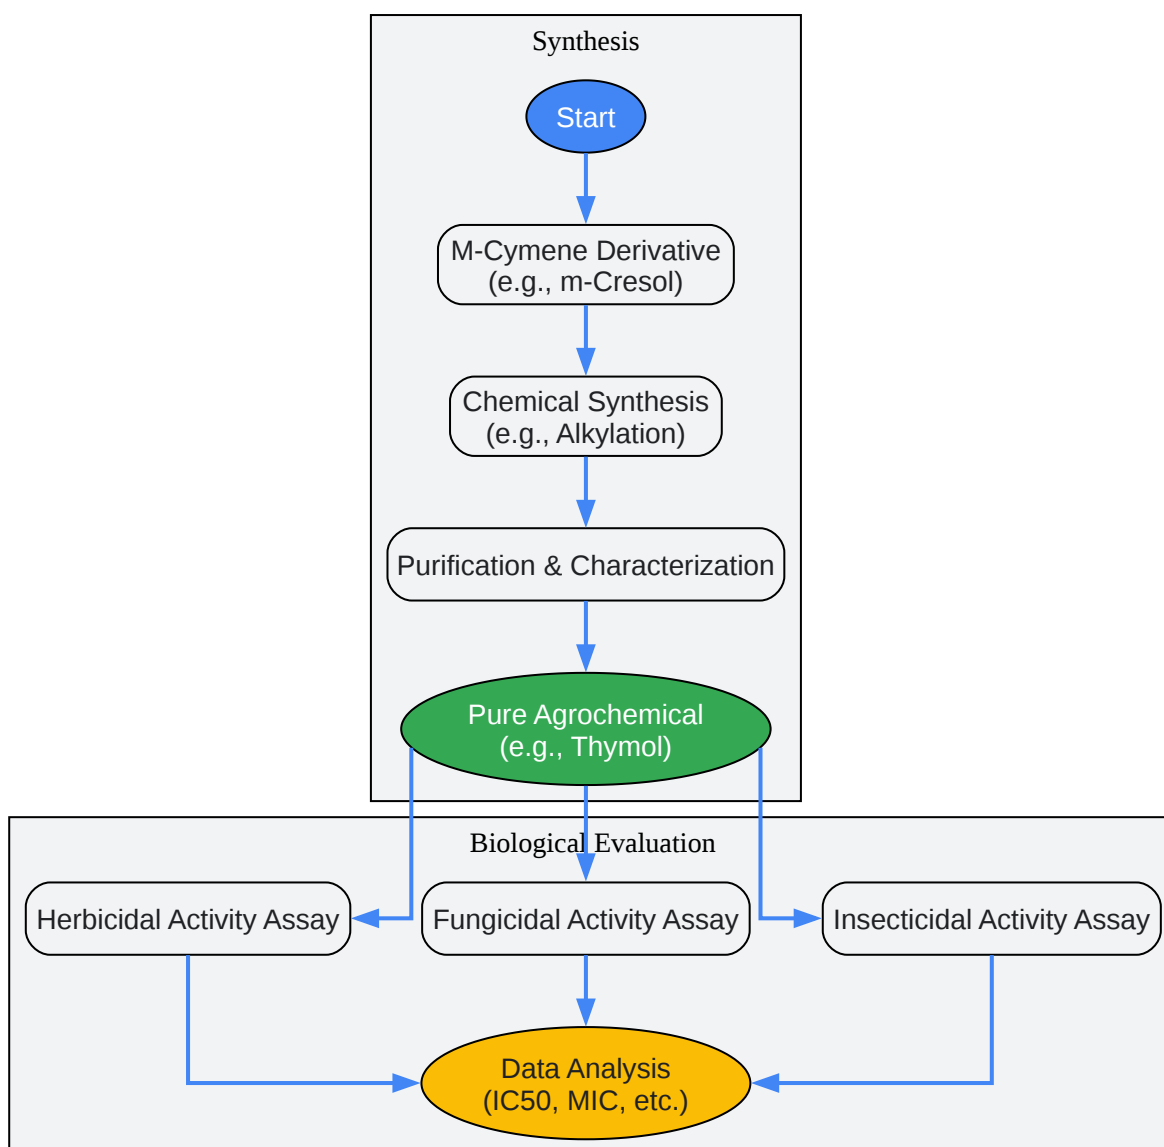 Synthesis
Start
M-Cymene Derivative
(e.g., m-Cresol)
Chemical Synthesis
(e.g., Alkylation)
Purification & Characterization
Pure Agrochemical
(e.g., Thymol)
Biological Evaluation
Herbicidal Activity Assay
Fungicidal Activity Assay
Insecticidal Activity Assay
Data Analysis
(IC50, MIC, etc.)